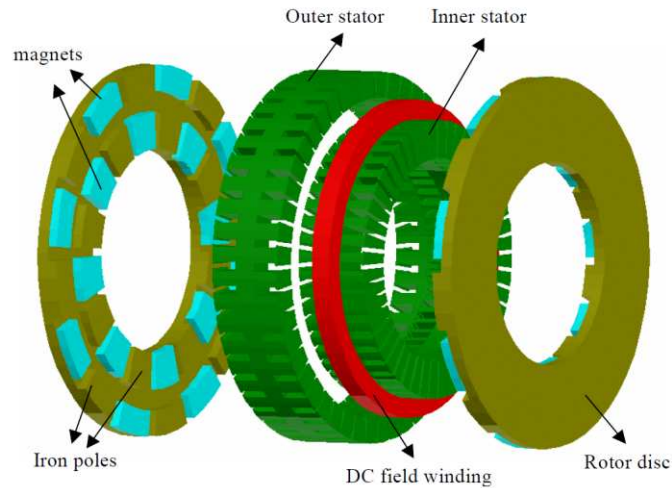 Outer stator
Inner stator
magnets
Iron poles
DC field winding
Rotor disc